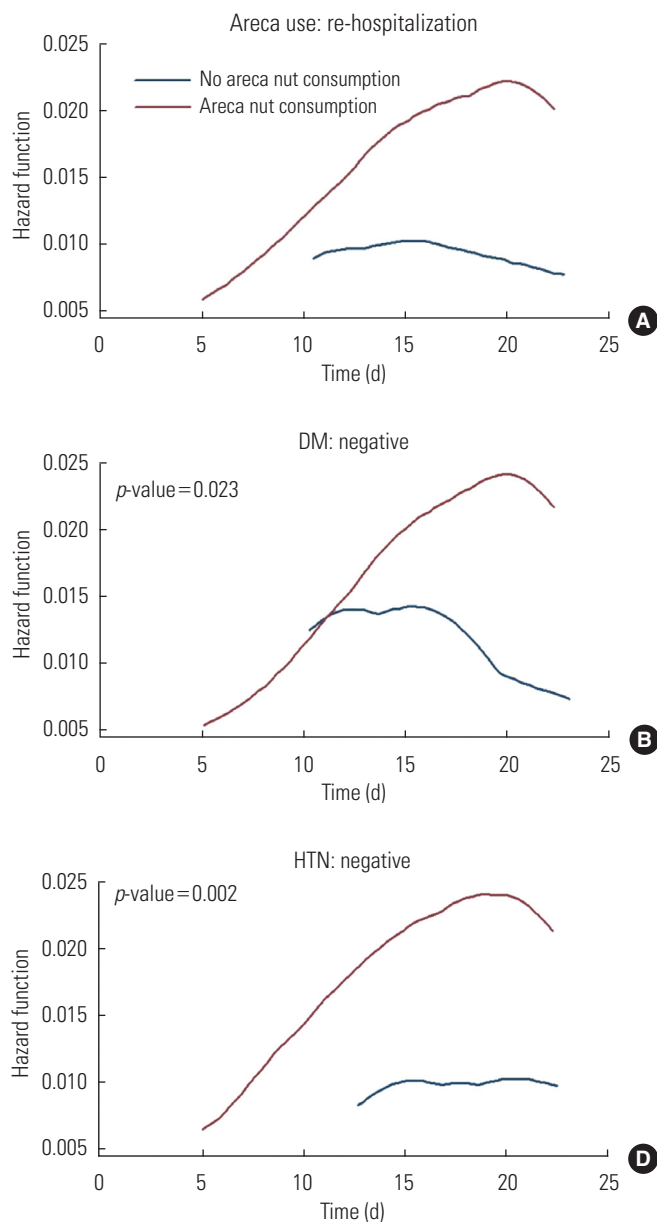 Areca use: re-hospitalization
0.025
0.020
0.015
0.010
0.005
Hazard function
No areca nut consumption
Areca nut consumption
0 5 10 15 20 25
Time (d)
A
DM: negative
p-value=0.023
0.025
0.020
0.015
0.010
0.005
Hazard function
0 5 10 15 20 25
Time (d)
B
HTN: negative
p-value=0.002
0.025
0.020
0.015
0.010
0.005
Hazard function
0 5 10 15 20 25
Time (d)
D